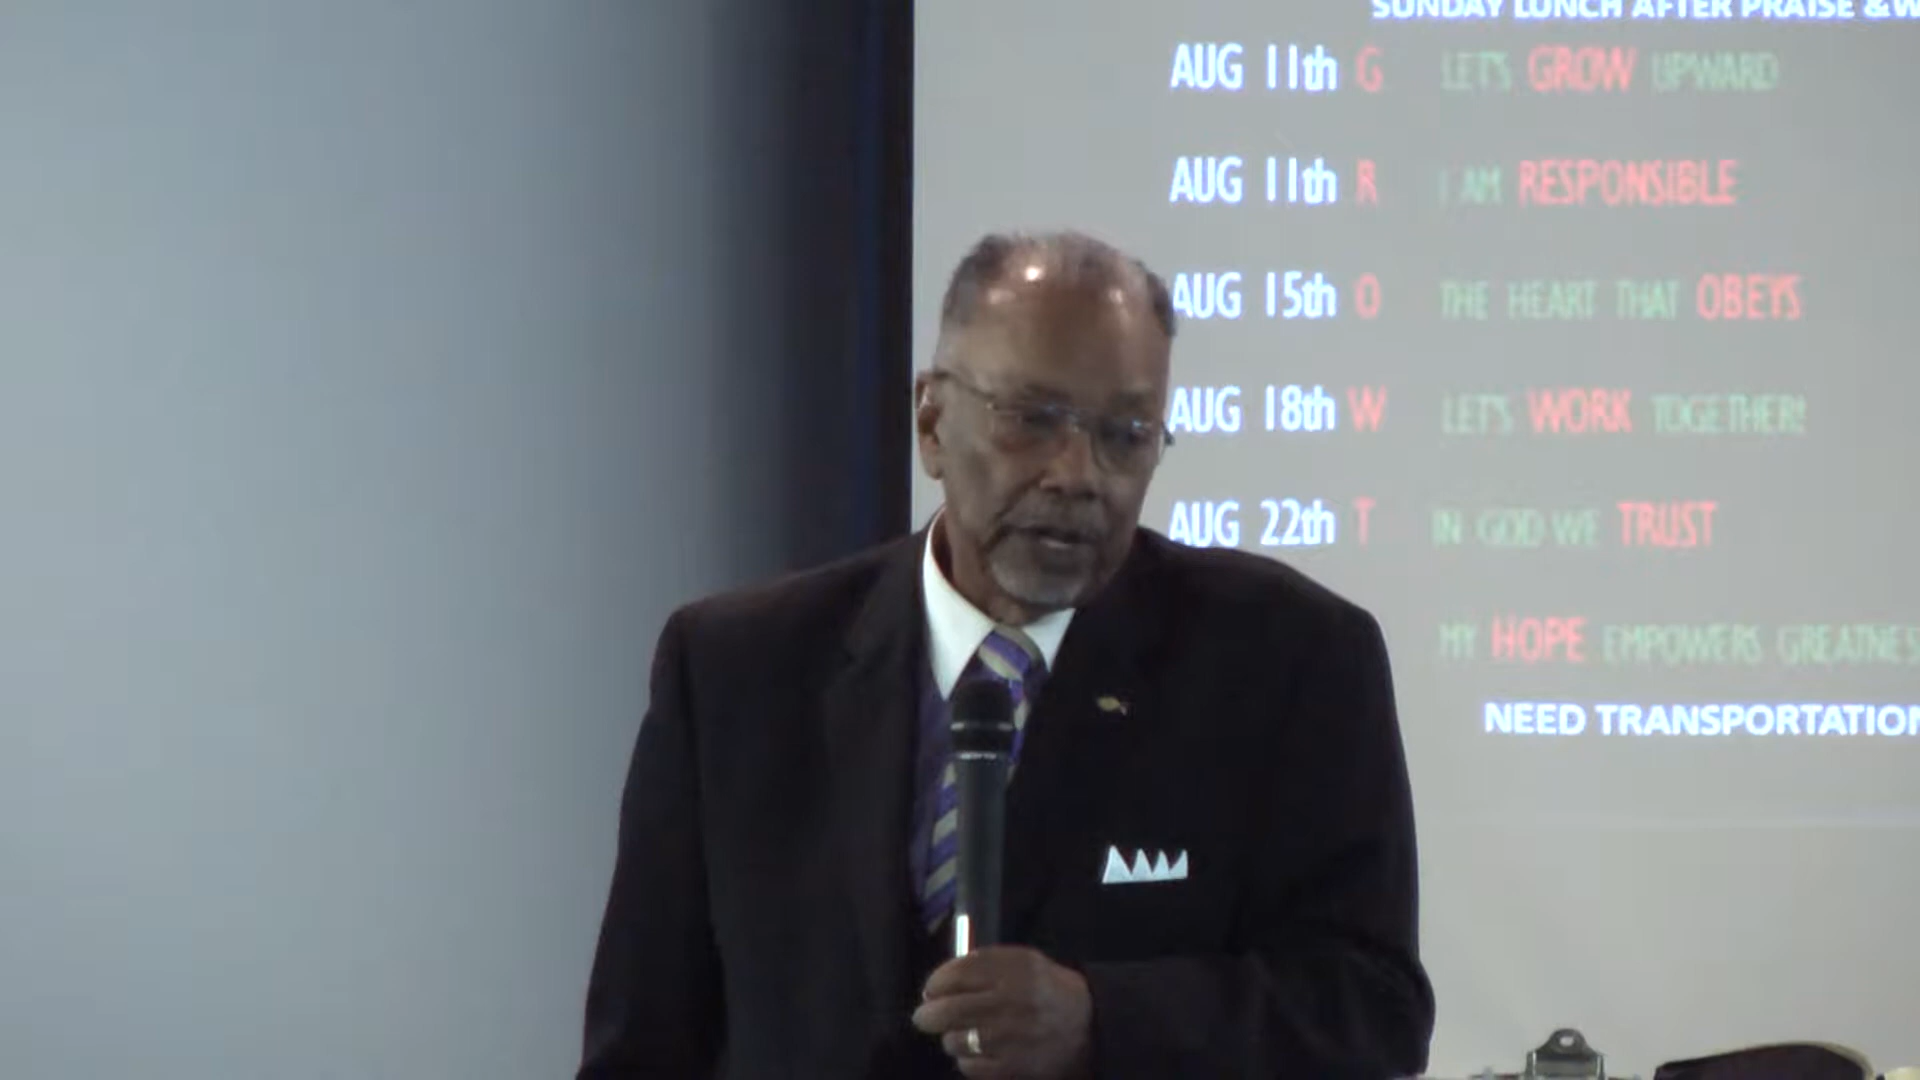 SUNDAY LUNCH AFTER PRAISE &W
AUG 11th G LET'S GROW UPWARD
AUG 11th R I AM RESPONSIBLE
AUG 15th O THE HEART THAT OBEYS
AUG 18th W LET'S WORK TOGETHER!
AUG 22th T IN GOD WE TRUST
MY HOPE EMPOWERS GREATNES
NEED TRANSPORTATION